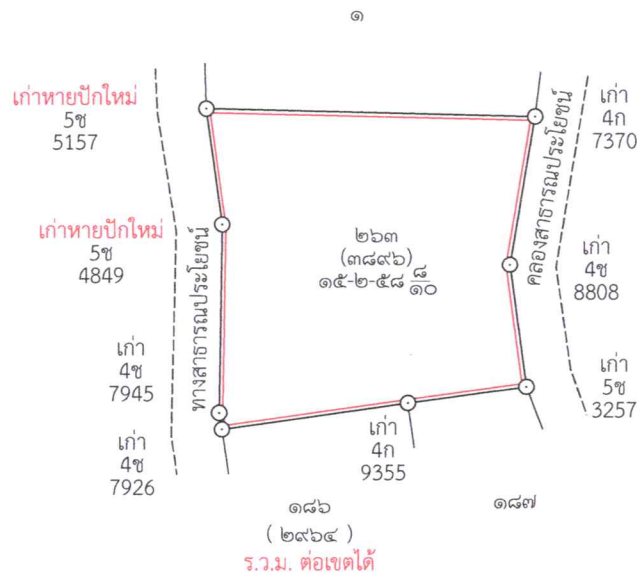 ๑
เก่าหายปักใหม่
5ช
5157
เก่า
4ก
7370
ทางสาธารณประโยชน์
คลองสาธารณประโยชน์
เก่าหายปักใหม่
5ช
4849
๒๖๓
(๓๘๙๖)
๑๕-๒-๕๘ ๘/๑๐
เก่า
4ช
8808
เก่า
4ช
7945
เก่า
5ช
3257
เก่า
4ช
7926
เก่า
4ก
9355
๑๘๖
(๒๙๖๔)
๑๘๗
ร.ว.ม. ต่อเขตได้